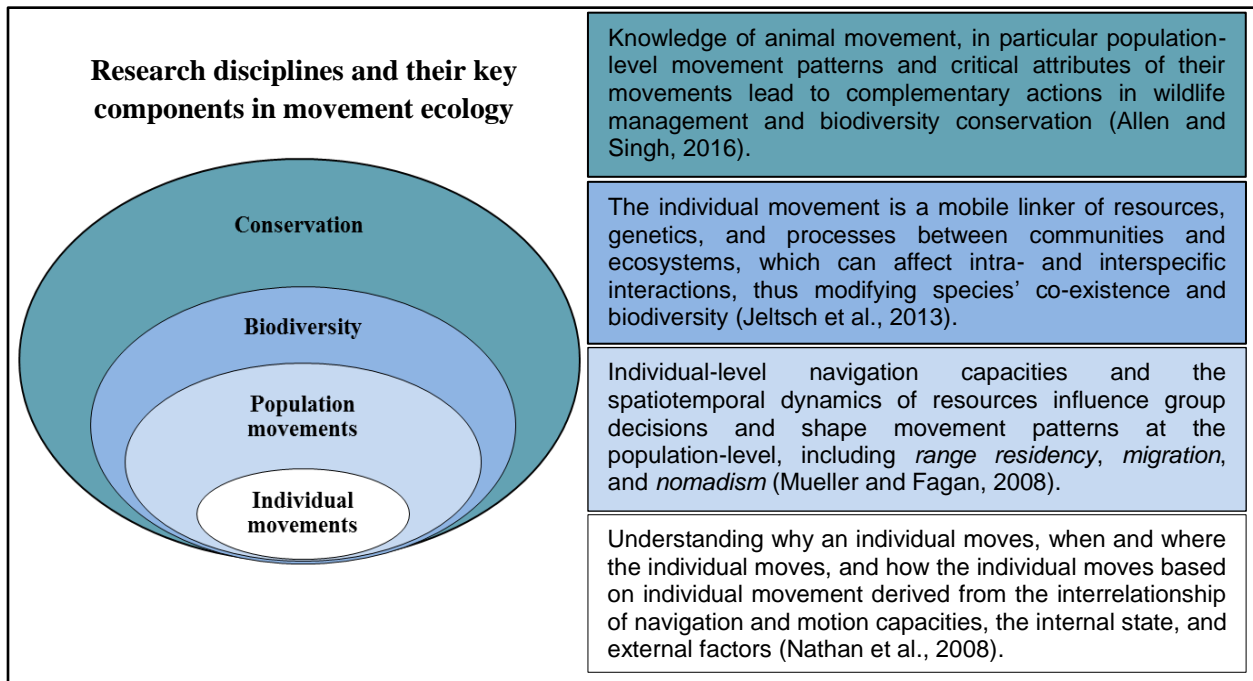 Research disciplines and their key
components in movement ecology
Conservation
Biodiversity
Population
movements
Individual
movements
Knowledge of animal movement, in particular population-
level movement patterns and critical attributes of their
movements lead to complementary actions in wildlife
management and biodiversity conservation (Allen and
Singh, 2016).
The individual movement is a mobile linker of resources,
genetics, and processes between communities and
ecosystems, which can affect intra- and interspecific
interactions, thus modifying species’ co-existence and
biodiversity (Jeltsch et al., 2013).
Individual-level navigation capacities and the
spatiotemporal dynamics of resources influence group
decisions and shape movement patterns at the
population-level, including range residency, migration,
and nomadism (Mueller and Fagan, 2008).
Understanding why an individual moves, when and where
the individual moves, and how the individual moves based
on individual movement derived from the interrelationship
of navigation and motion capacities, the internal state, and
external factors (Nathan et al., 2008).